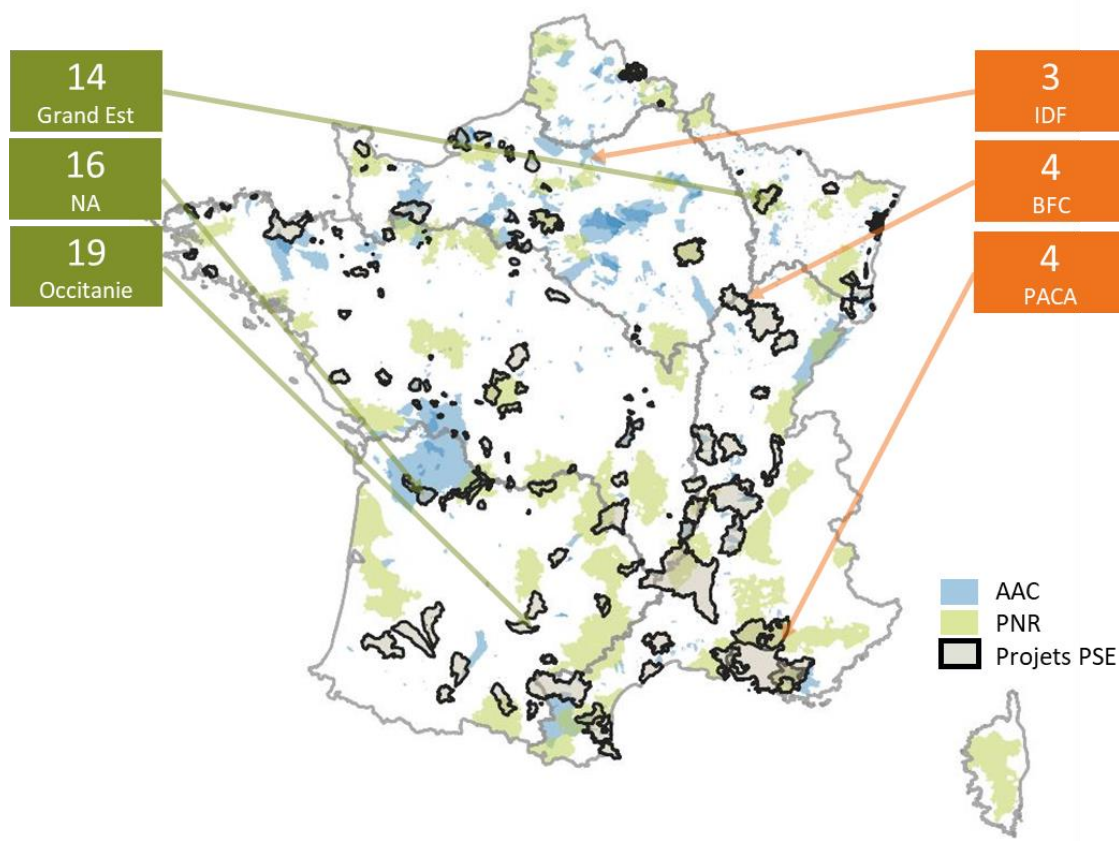 14
Grand Est
16
NA
19
Occitanie
3
IDF
4
BFC
4
PACA
AAC
PNR
Projets PSE